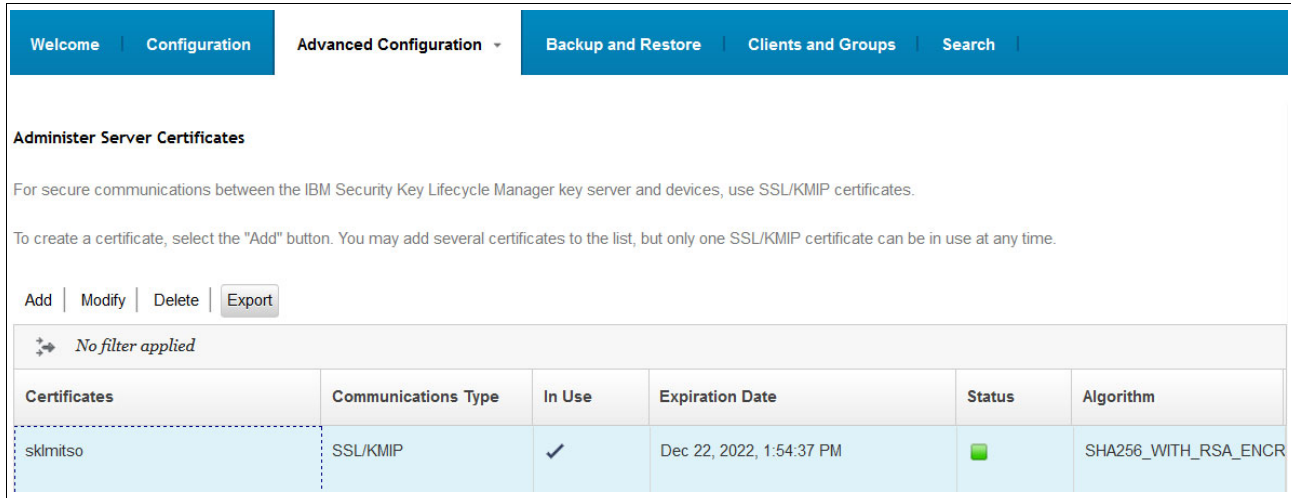 Welcome Configuration Advanced Configuration Backup and Restore Clients and Groups Search
Administer Server Certificates
For secure communications between the IBM Security Key Lifecycle Manager key server and devices, use SSL/KMIP certificates.
To create a certificate, select the "Add" button. You may add several certificates to the list, but only one SSL/KMIP certificate can be in use at any time.
Add Modify Delete Export
No filter applied
Certificates Communications Type In Use Expiration Date Status Algorithm
sklmitso SSL/KMIP Dec 22, 2022, 1:54:37 PM SHA256_WITH_RSA_ENCR